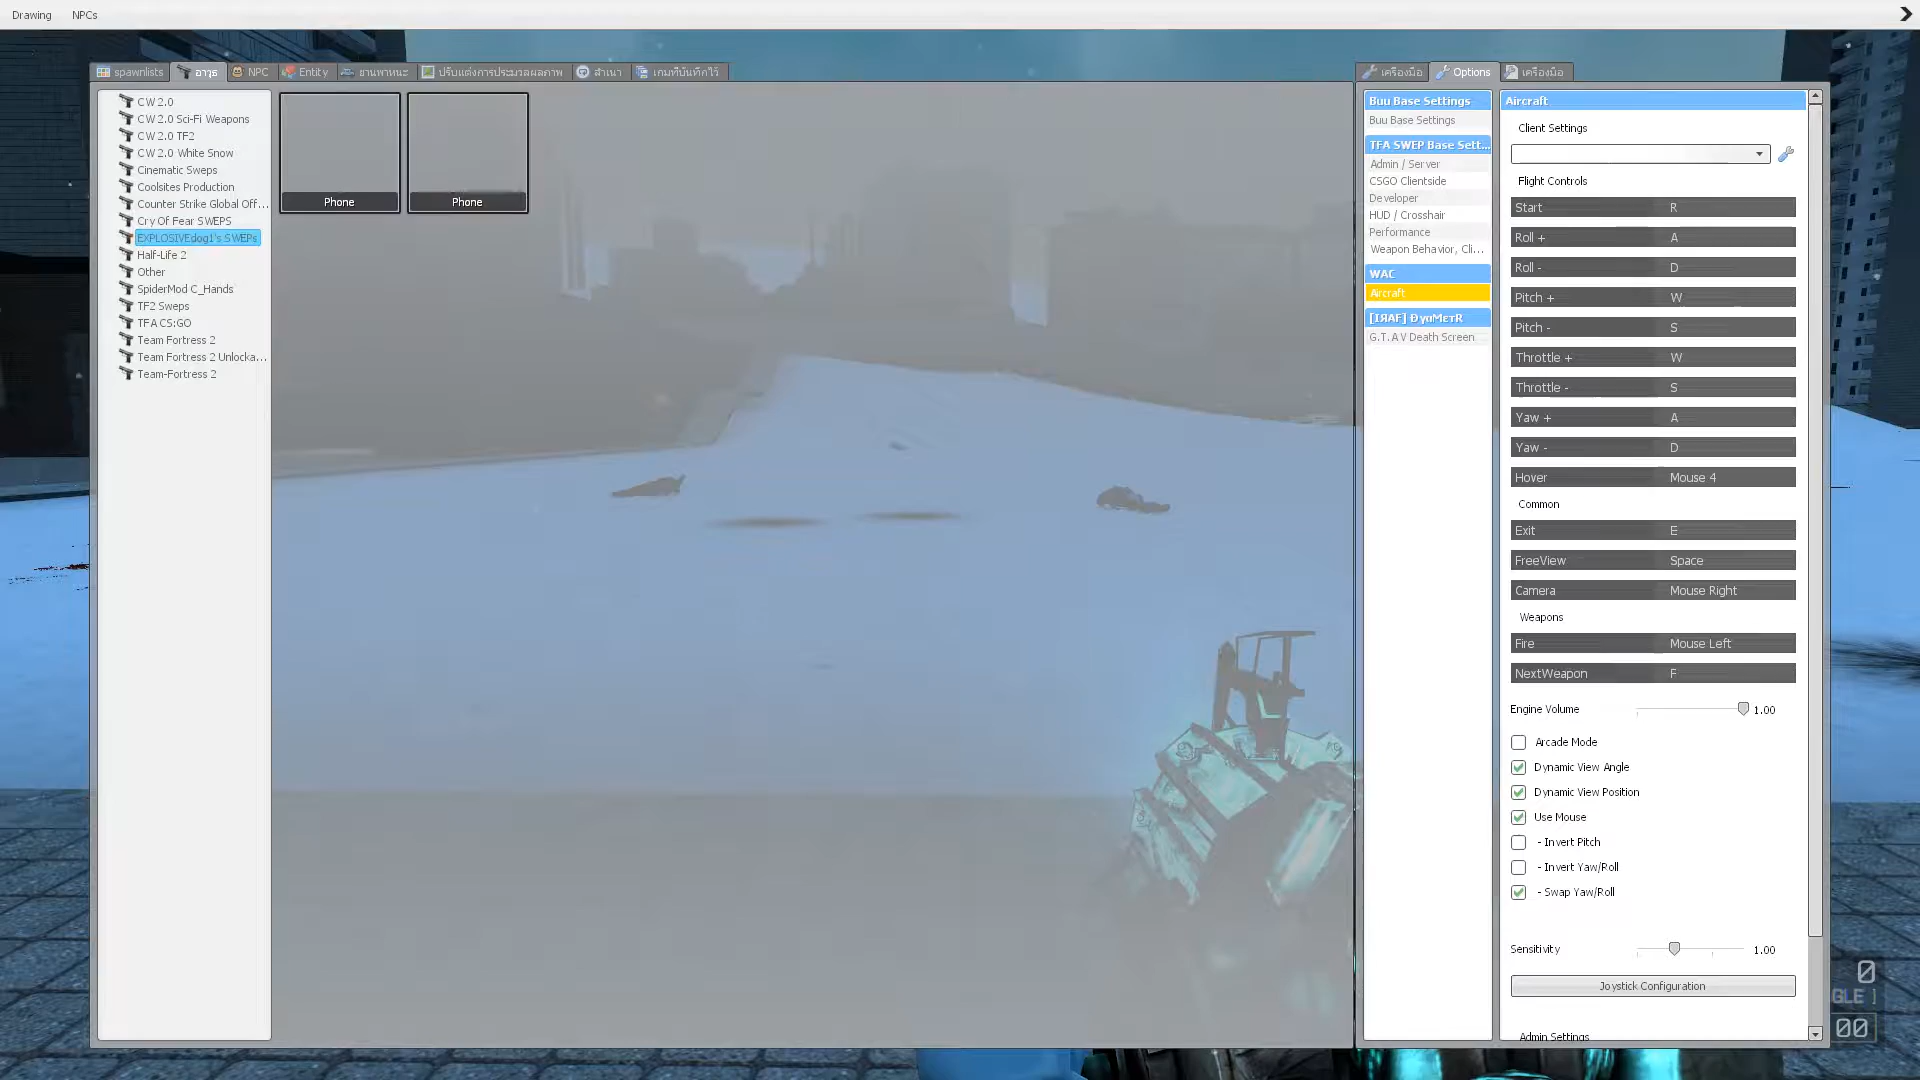 Drawing NPCs
spawnlists อาวุธ NPC Entity ยานพาหนะ ปรับแต่งการประมวลผลภาพ สำเนา เกมที่บันทึกไว้
เครื่องมือ Options เครื่องมือ
CW 2.0
CW 2.0 Sci-Fi Weapons
CW 2.0 TF2
CW 2.0 White Snow
Cinematic Sweps
Coolsites Production
Counter Strike Global Off...
Cry Of Fear SWEPS
EXPLOSIVEdog1's SWEPs
Half-Life 2
Other
SpiderMod C_Hands
TF2 Sweps
TFA CS:GO
Team Fortress 2
Team Fortress 2 Unlocka...
Team-Fortress 2
Phone Phone
Buu Base Settings
Buu Base Settings
TFA SWEP Base Sett...
Admin / Server
CSGO Clientside
Developer
HUD / Crosshair
Performance
Weapon Behavior, Cli...
WAC
Aircraft
[IЯAF] ĐγαMєтR
G.T.A V Death Screen
Aircraft
Client Settings
Flight Controls
Start R
Roll + A
Roll - D
Pitch + W
Pitch - S
Throttle + W
Throttle - S
Yaw + A
Yaw - D
Hover Mouse 4
Common
Exit E
FreeView Space
Camera Mouse Right
Weapons
Fire Mouse Left
NextWeapon F
Engine Volume 1.00
Arcade Mode
Dynamic View Angle
Dynamic View Position
Use Mouse
- Invert Pitch
- Invert Yaw/Roll
- Swap Yaw/Roll
Sensitivity 1.00
Joystick Configuration
Admin Settings
0
GLE ]
00